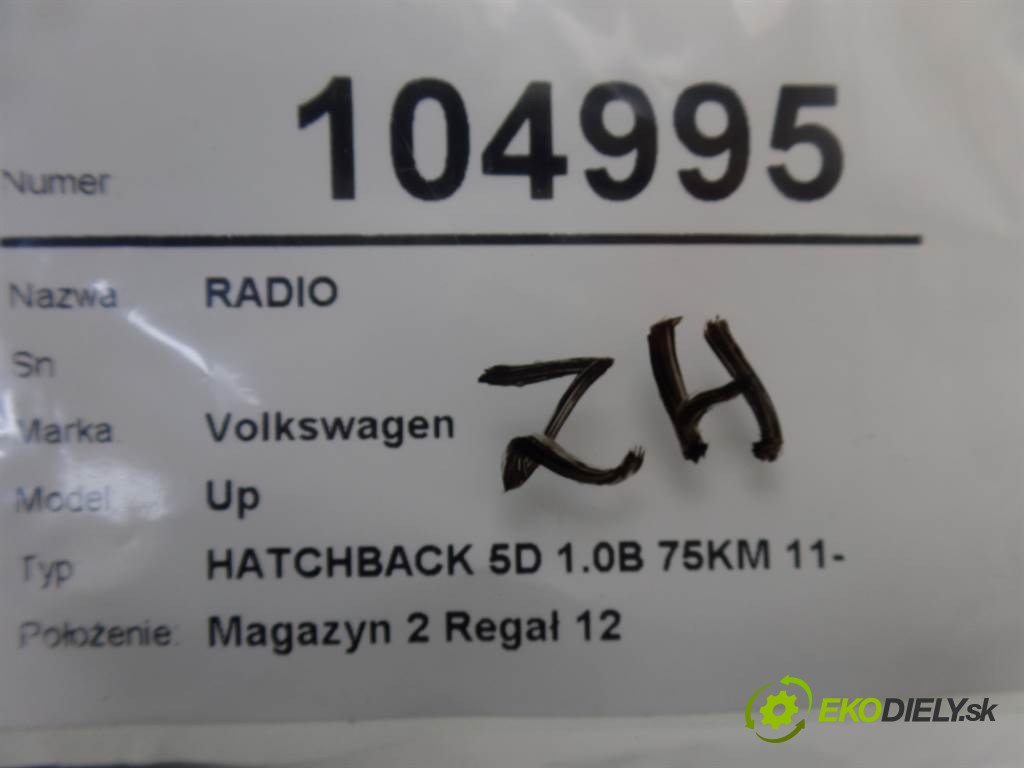 Numer 104995
Nazwa RADIO
Sn
Marka Volkswagen
ZH
Model Up
Typ HATCHBACK 5D 1.0B 75KM 11-
Położenie: Magazyn 2 Regał 12
EKODIELY.sk